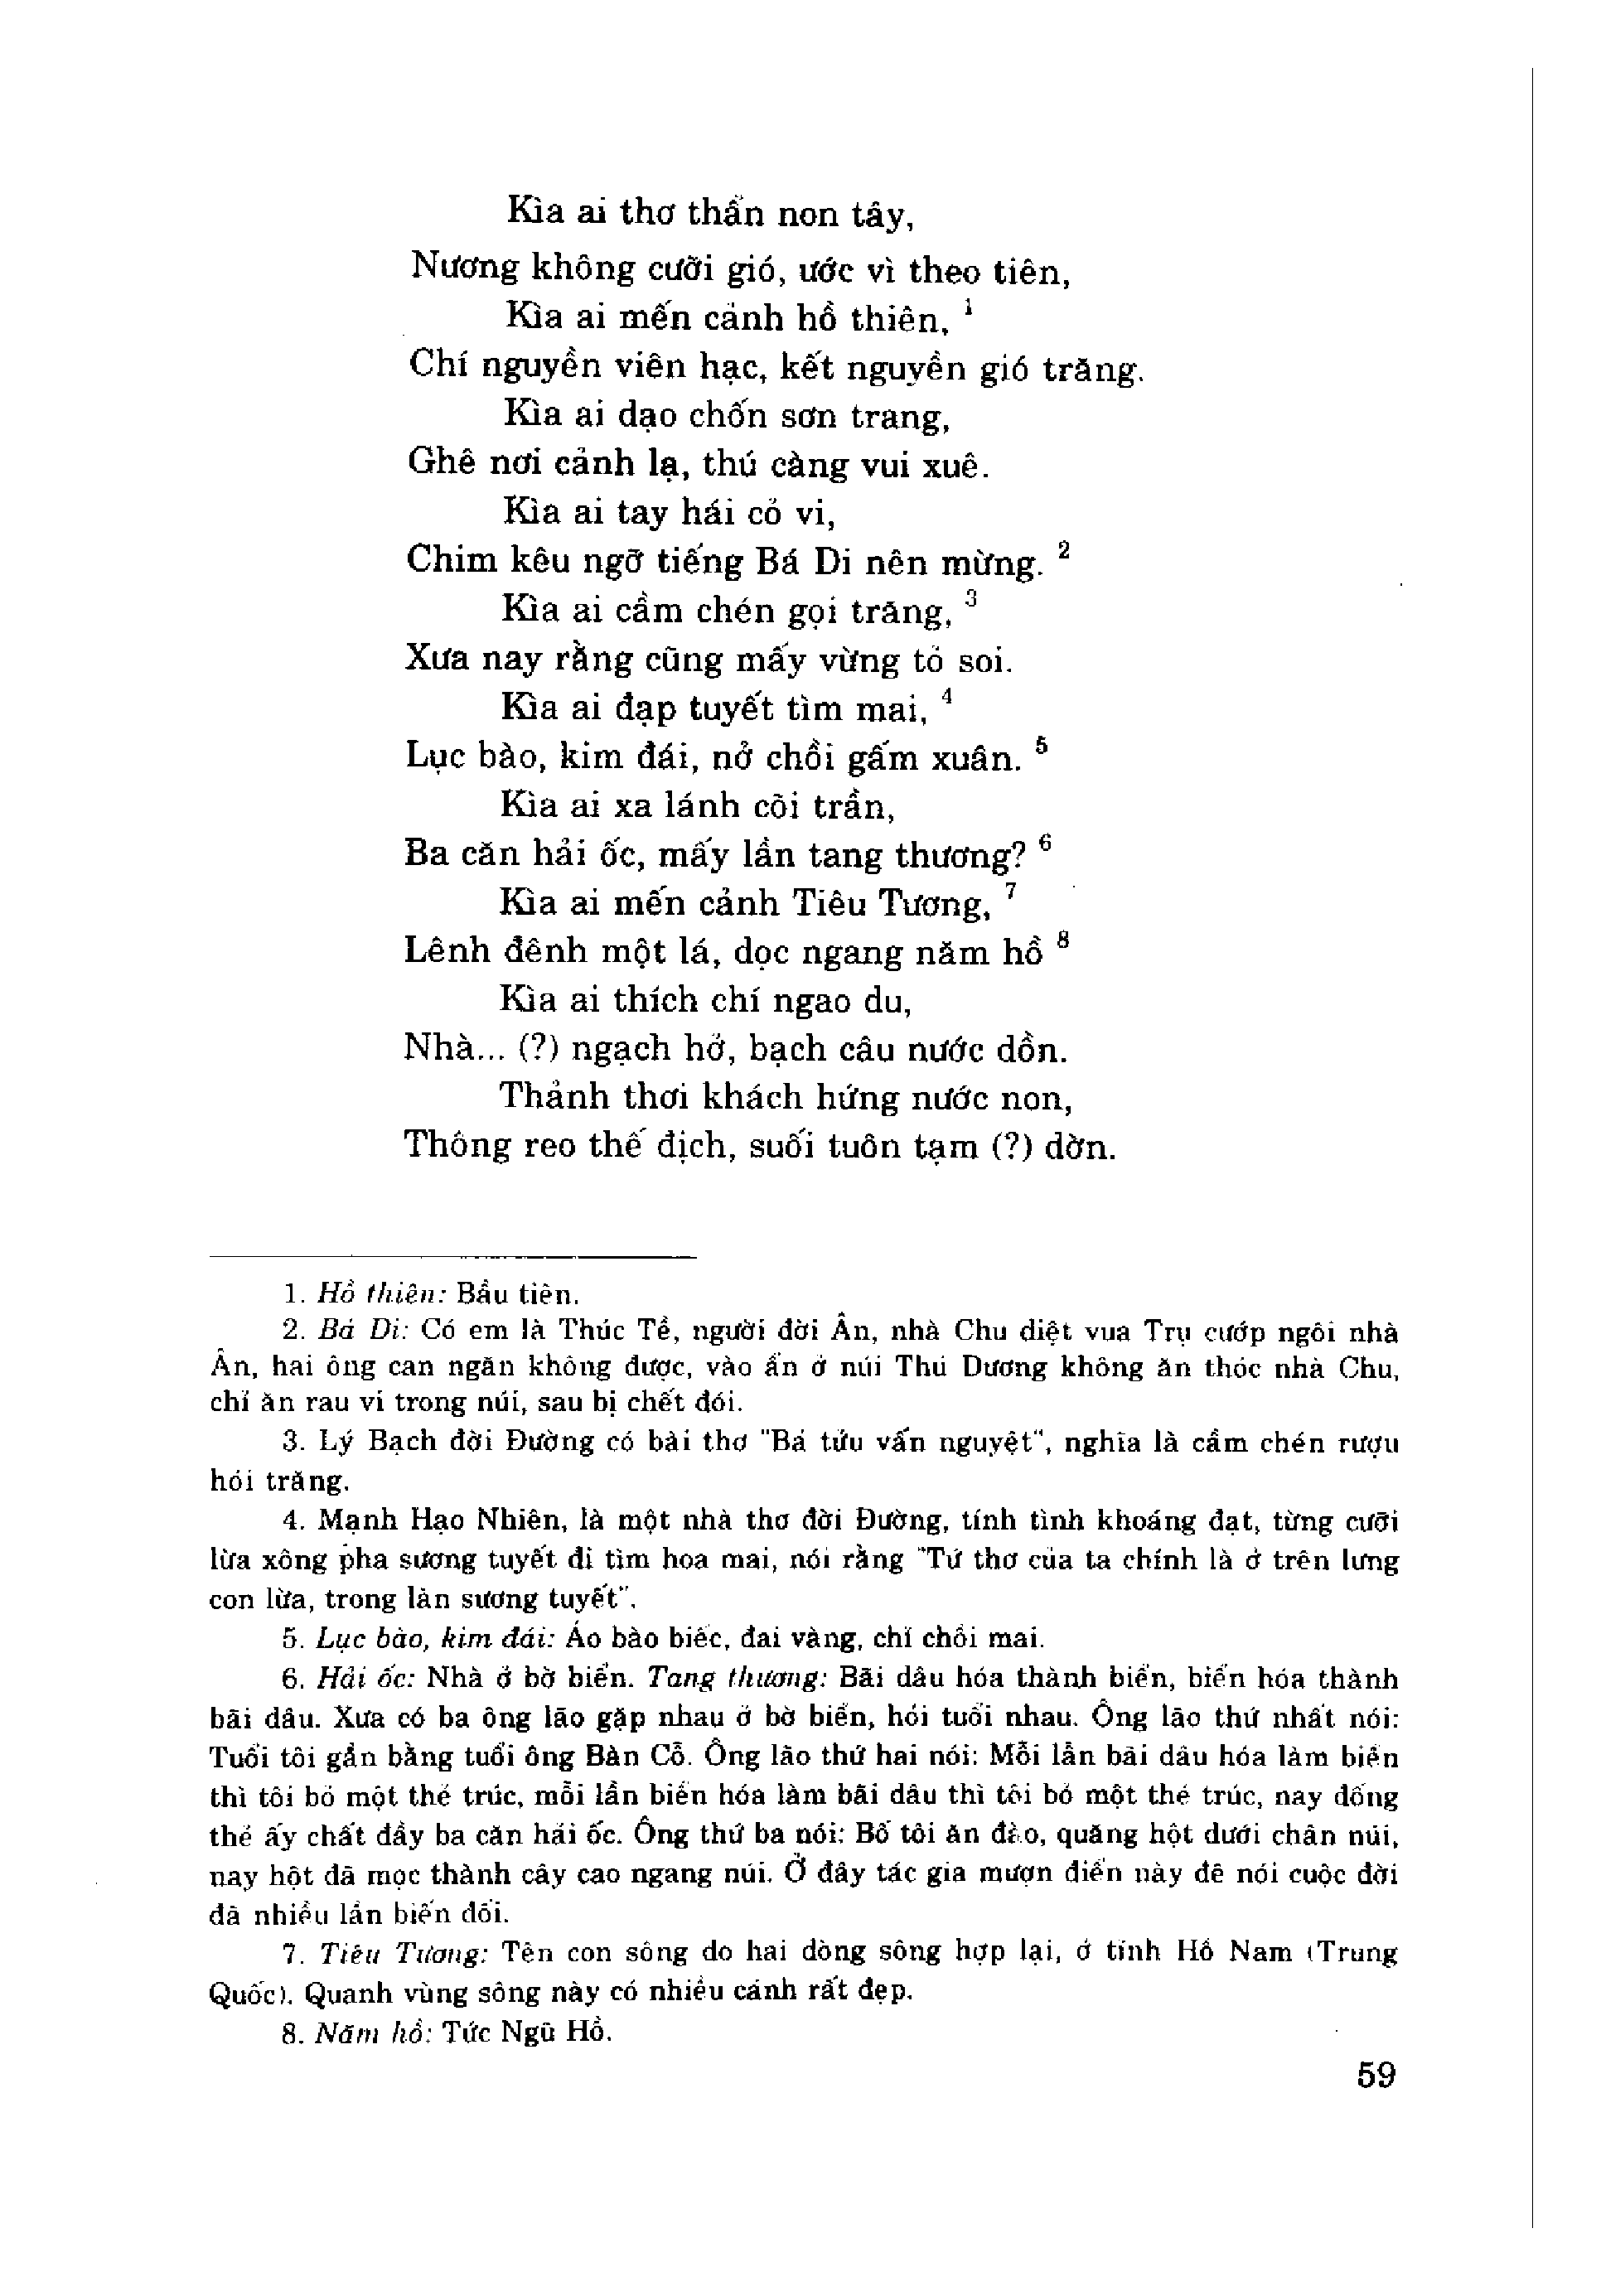 Kìa ai thơ thẩn non tây,
Nương không cưỡi gió, ước vì theo tiên,
Kìa ai mến cảnh hồ thiên, 1
Chí nguyền viên hạc, kết nguyền gió trăng.
Kìa ai dạo chốn sơn trang,
Ghê nơi cảnh lạ, thú càng vui xuê.
Kìa ai tay hái cỏ vi,
Chim kêu ngỡ tiếng Bá Di nên mừng. 2
Kìa ai cầm chén gọi trăng, 3
Xưa nay rằng cũng mấy vừng tỏ soi.
Kìa ai đạp tuyết tìm mai, 4
Lục bào, kim đái, nở chồi gấm xuân. 5
Kìa ai xa lánh cõi trần,
Ba căn hải ốc, mấy lần tang thương? 6
Kìa ai mến cảnh Tiêu Tương, 7
Lênh đênh một lá, dọc ngang năm hồ 8
Kìa ai thích chí ngao du,
Nhà... (?) ngạch hở, bạch câu nước dồn.
Thảnh thơi khách hứng nước non,
Thông reo thế địch, suối tuôn tạm (?) dờn.
1. Hồ thiên: Bầu tiên.
2. Bá Di: Có em là Thúc Tề, người đời Ân, nhà Chu diệt vua Trụ cướp ngôi nhà
Ân, hai ông can ngăn không được, vào ẩn ở núi Thú Dương không ăn thóc nhà Chu,
chỉ ăn rau vi trong núi, sau bị chết đói.
3. Lý Bạch đời Đường có bài thơ "Bả tửu vấn nguyệt", nghĩa là cầm chén rượu
hỏi trăng.
4. Mạnh Hạo Nhiên, là một nhà thơ đời Đường, tính tình khoáng đạt, từng cưỡi
lừa xông pha sương tuyết đi tìm hoa mai, nói rằng "Tứ thơ của ta chính là ở trên lưng
con lừa, trong làn sương tuyết".
5. Lục bào, kim đái: Áo bào biếc, đai vàng, chỉ chồi mai.
6. Hải ốc: Nhà ở bờ biển. Tang thương: Bãi dâu hóa thành biển, biển hóa thành
bãi dâu. Xưa có ba ông lão gặp nhau ở bờ biển, hỏi tuổi nhau. Ông lão thứ nhất nói:
Tuổi tôi gần bằng tuổi ông Bàn Cổ. Ông lão thứ hai nói: Mỗi lần bãi dâu hóa làm biển
thì tôi bỏ một thẻ trúc, mỗi lần biển hóa làm bãi dâu thì tôi bỏ một thẻ trúc, nay đống
thẻ ấy chất đầy ba căn hải ốc. Ông thứ ba nói: Bố tôi ăn đào, quăng hột dưới chân núi,
nay hột đã mọc thành cây cao ngang núi. Ở đây tác giả mượn điển này để nói cuộc đời
đã nhiều lần biến đổi.
7. Tiêu Tương: Tên con sông do hai dòng sông hợp lại, ở tỉnh Hồ Nam (Trung
Quốc). Quanh vùng sông này có nhiều cảnh rất đẹp.
8. Năm hồ: Tức Ngũ Hồ.
59